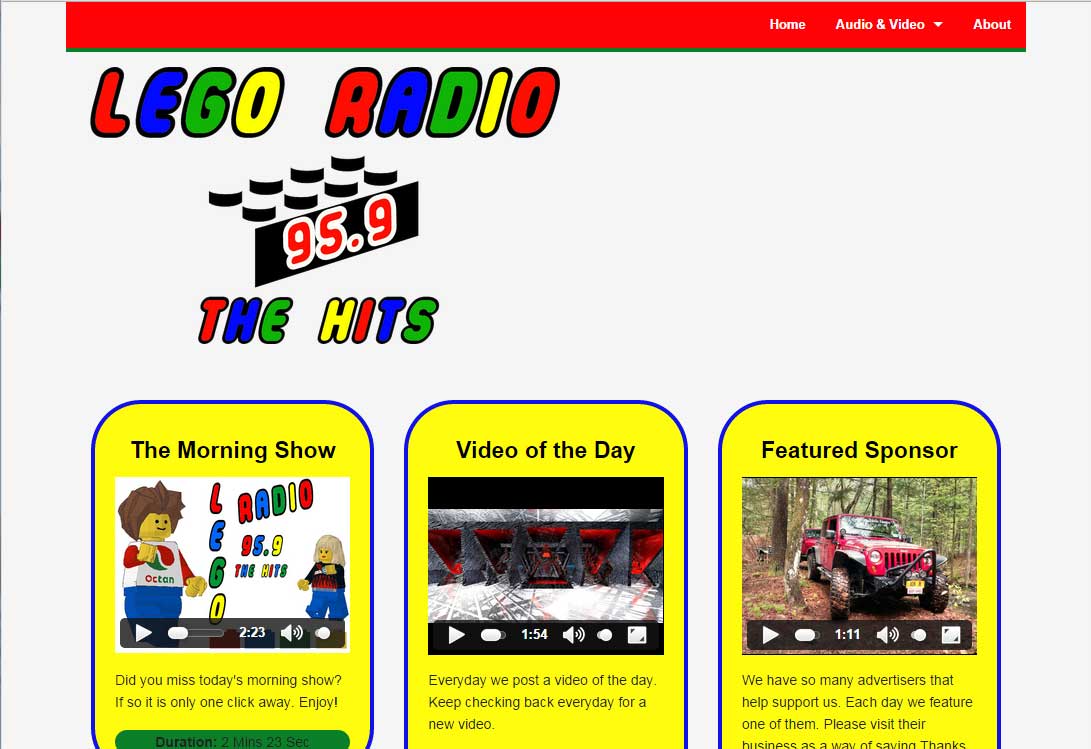 Home Audio & Video About
LEGO RADIO
95.9
THE HITS
The Morning Show
LEGO
RADIO
95.9
THE HITS
Octan
2:23
Did you miss today's morning show?
If so it is only one click away. Enjoy!
Duration: 2 Mins 23 Sec
Video of the Day
1:54
Everyday we post a video of the day.
Keep checking back everyday for a
new video.
Featured Sponsor
1:11
We have so many advertisers that
help support us. Each day we feature
one of them. Please visit their
business as a way of saving Thanks